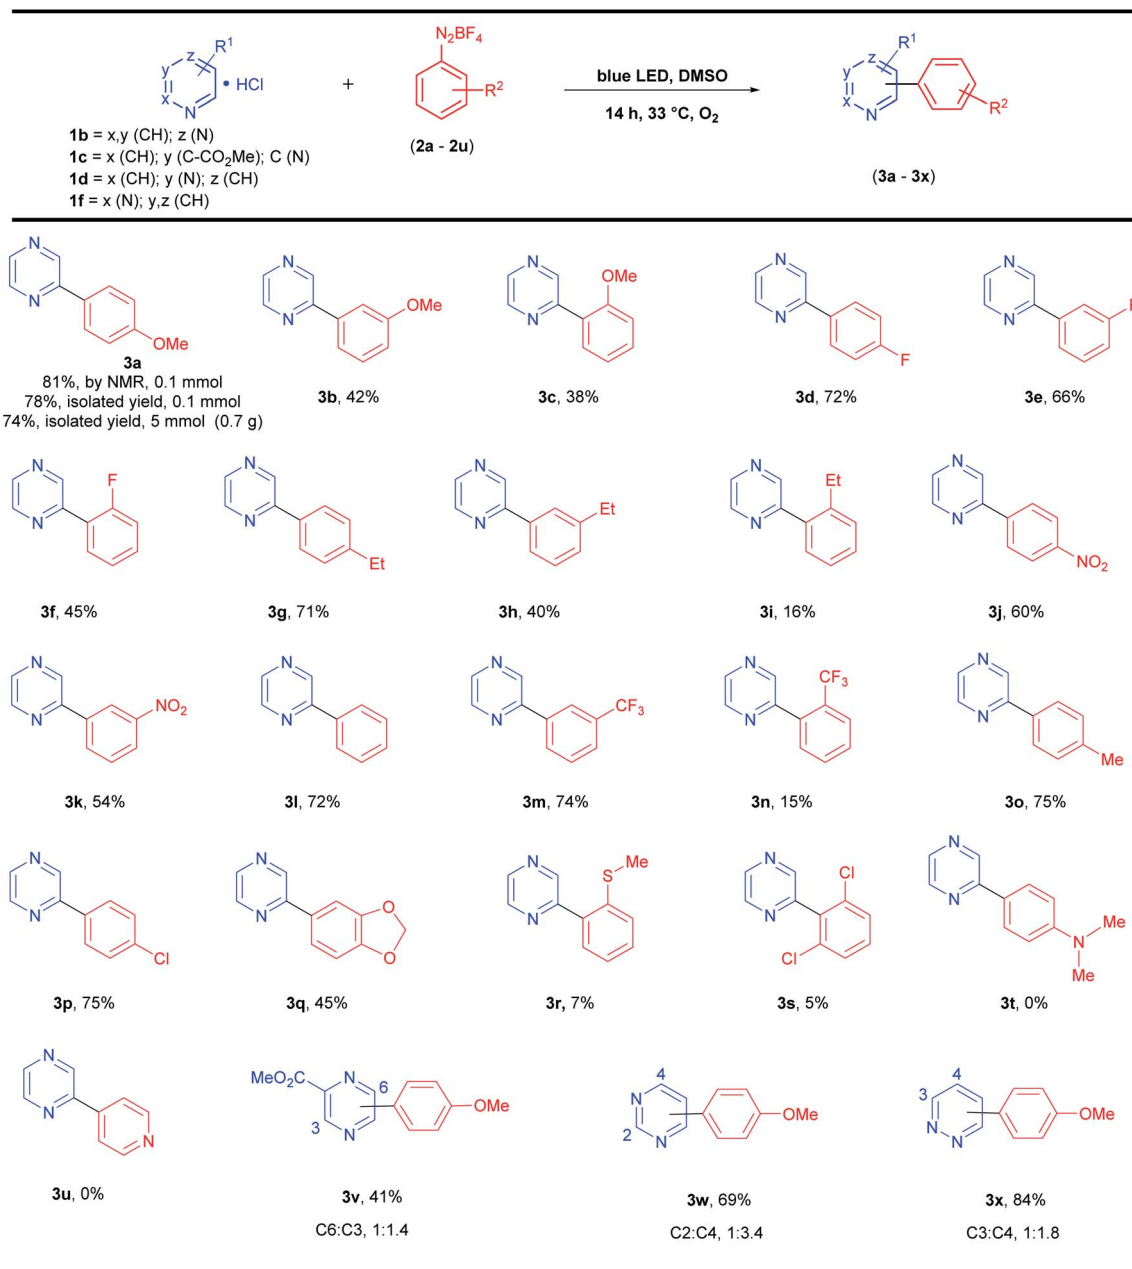 R¹
N₂BF₄
R¹
z
y
x
N
• HCl
+
R²
blue LED, DMSO
14 h, 33 °C, O₂
z
y
x
N
R²
1b = x,y (CH); z (N)
1c = x (CH); y (C-CO₂Me); C (N)
1d = x (CH); y (N); z (CH)
1f = x (N); y,z (CH)
(2a - 2u)
(3a - 3x)
N
N
OMe
N
N
OMe
N
N
OMe
N
N
F
N
N
3a
81%, by NMR, 0.1 mmol
78%, isolated yield, 0.1 mmol
74%, isolated yield, 5 mmol (0.7 g)
3b, 42%
3c, 38%
3d, 72%
3e, 66%
N
N
F
N
N
Et
N
N
Et
N
N
Et
N
N
NO₂
3f, 45%
3g, 71%
3h, 40%
3i, 16%
3j, 60%
N
N
NO₂
N
N
N
N
CF₃
N
N
CF₃
N
N
Me
3k, 54%
3l, 72%
3m, 74%
3n, 15%
3o, 75%
N
N
Cl
N
N
O
O
N
N
S
Me
N
N
Cl
Cl
N
N
N
Me
Me
3p, 75%
3q, 45%
3r, 7%
3s, 5%
3t, 0%
N
N
N
MeO₂C
N
6
3
N
OMe
4
N
2
N
OMe
4
3
N
N
OMe
3u, 0%
3v, 41%
C6:C3, 1:1.4
3w, 69%
C2:C4, 1:3.4
3x, 84%
C3:C4, 1:1.8